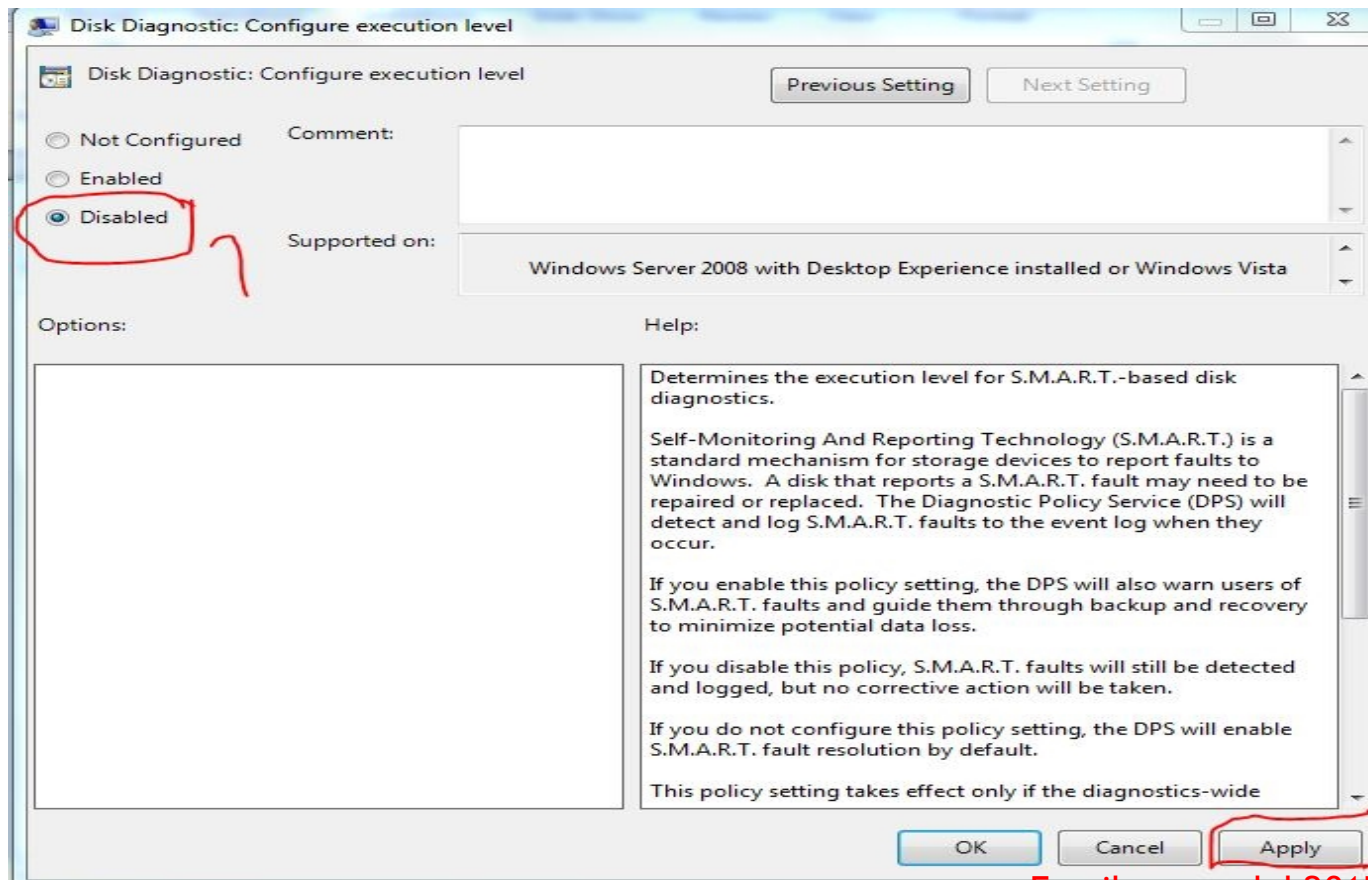 Disk Diagnostic: Configure execution level
Disk Diagnostic: Configure execution level
Previous Setting
Next Setting
Not Configured
Comment:
Enabled
Disabled
1
Supported on:
Windows Server 2008 with Desktop Experience installed or Windows Vista
Options:
Help:
Determines the execution level for S.M.A.R.T.-based disk
diagnostics.
Self-Monitoring And Reporting Technology (S.M.A.R.T.) is a
standard mechanism for storage devices to report faults to
Windows. A disk that reports a S.M.A.R.T. fault may need to be
repaired or replaced. The Diagnostic Policy Service (DPS) will
detect and log S.M.A.R.T. faults to the event log when they
occur.
If you enable this policy setting, the DPS will also warn users of
S.M.A.R.T. faults and guide them through backup and recovery
to minimize potential data loss.
If you disable this policy, S.M.A.R.T. faults will still be detected
and logged, but no corrective action will be taken.
If you do not configure this policy setting, the DPS will enable
S.M.A.R.T. fault resolution by default.
This policy setting takes effect only if the diagnostics-wide
OK
Cancel
Apply